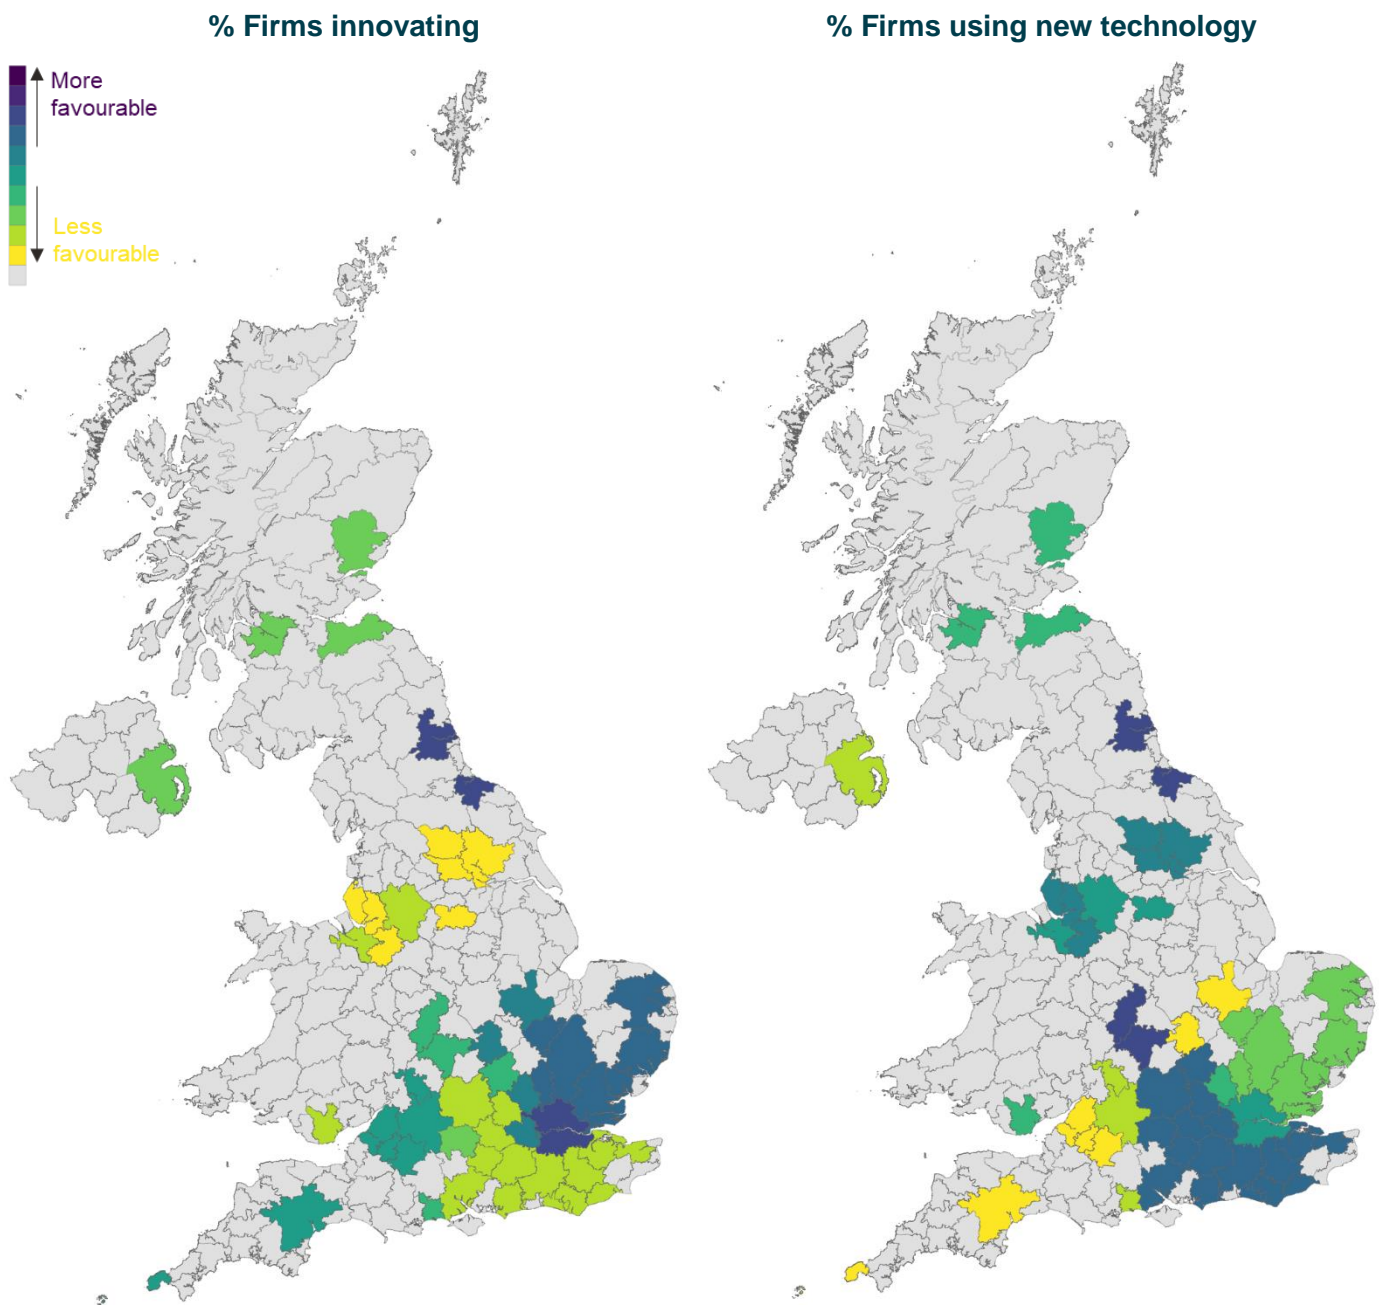 % Firms innovating
% Firms using new technology
More
favourable
Less
favourable